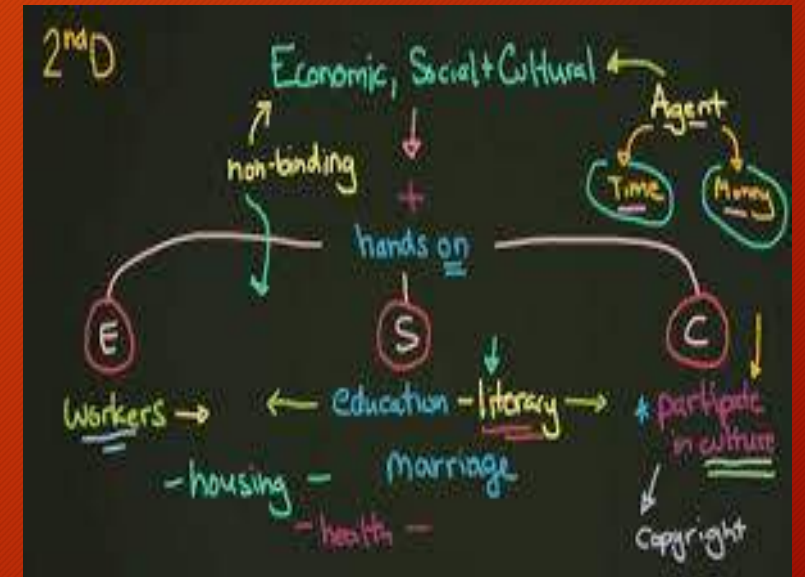 2nd D
Economic, Social + Cultural
Agent
non-binding
Time
Money
+
hands on
E
S
C
workers
education - literacy
* participate
in culture
- housing -
marriage
- health -
copyright